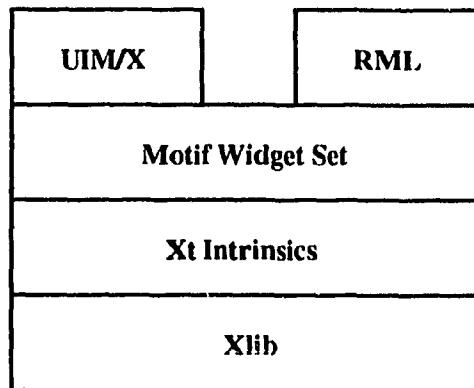 UIM/X
RML
Motif Widget Set
Xt Intrinsics
Xlib